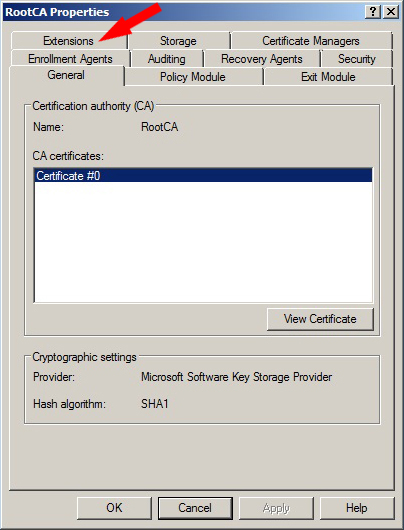 RootCA Properties
Extensions Storage Certificate Managers
Enrollment Agents Auditing Recovery Agents Security
General Policy Module Exit Module
Certification authority (CA)
Name: RootCA
CA certificates:
Certificate #0
View Certificate
Cryptographic settings
Provider: Microsoft Software Key Storage Provider
Hash algorithm: SHA1
OK Cancel Apply Help